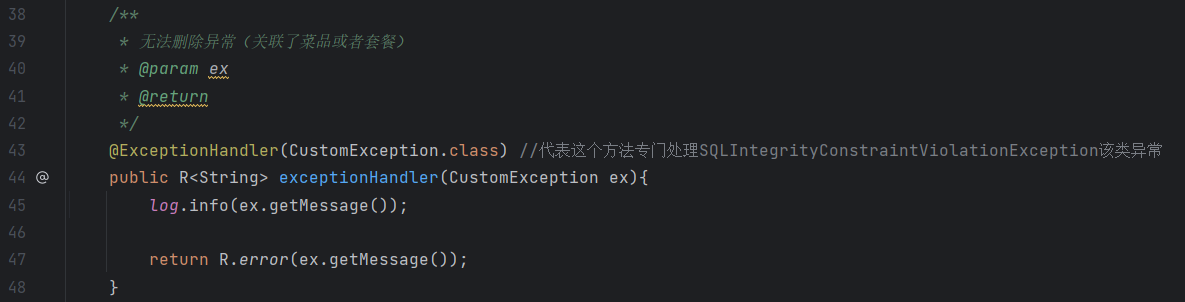 38 /**
39 * 无法删除异常（关联了菜品或者套餐）
40 * @param ex
41 * @return
42 */
43 @ExceptionHandler(CustomException.class) //代表这个方法专门处理SQLIntegrityConstraintViolationException该类异常
44 @ public R<String> exceptionHandler(CustomException ex){
45 log.info(ex.getMessage());
46
47 return R.error(ex.getMessage());
48 }